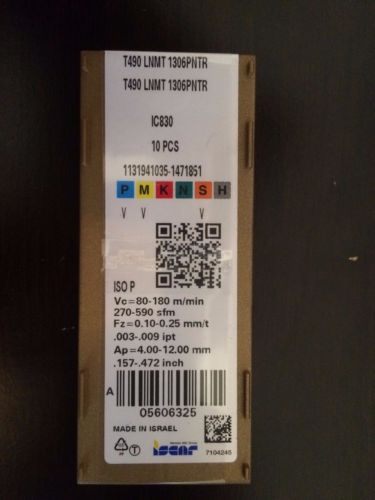 T490 LNMT 1306PNTR
T490 LNMT 1306PNTR
IC830
10 PCS
1131941035-1471851
P M K N S H
V V V
ISO P
Vc=80-180 m/min
270-590 sfm
Fz=0.10-0.25 mm/t
.003-.009 ipt
Ap=4.00-12.00 mm
.157-.472 inch
A
05606325
MADE IN ISRAEL
iscar
7104245